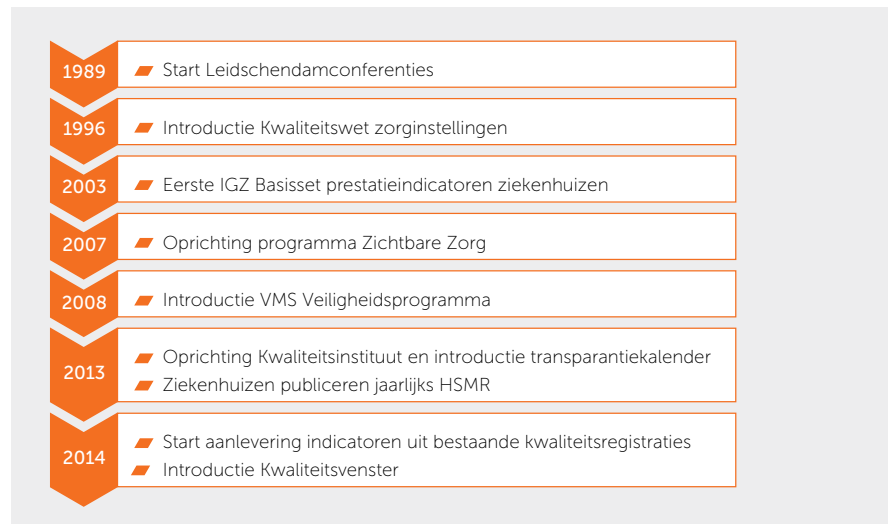 1989
Start Leidschendamconferenties
1996
Introductie Kwaliteitswet zorginstellingen
2003
Eerste IGZ Basisset prestatieindicatoren ziekenhuizen
2007
Oprichting programma Zichtbare Zorg
2008
Introductie VMS Veiligheidsprogramma
2013
Oprichting Kwaliteitsinstituut en introductie transparantiekalender
Ziekenhuizen publiceren jaarlijks HSMR
2014
Start aanlevering indicatoren uit bestaande kwaliteitsregistraties
Introductie Kwaliteitsvenster